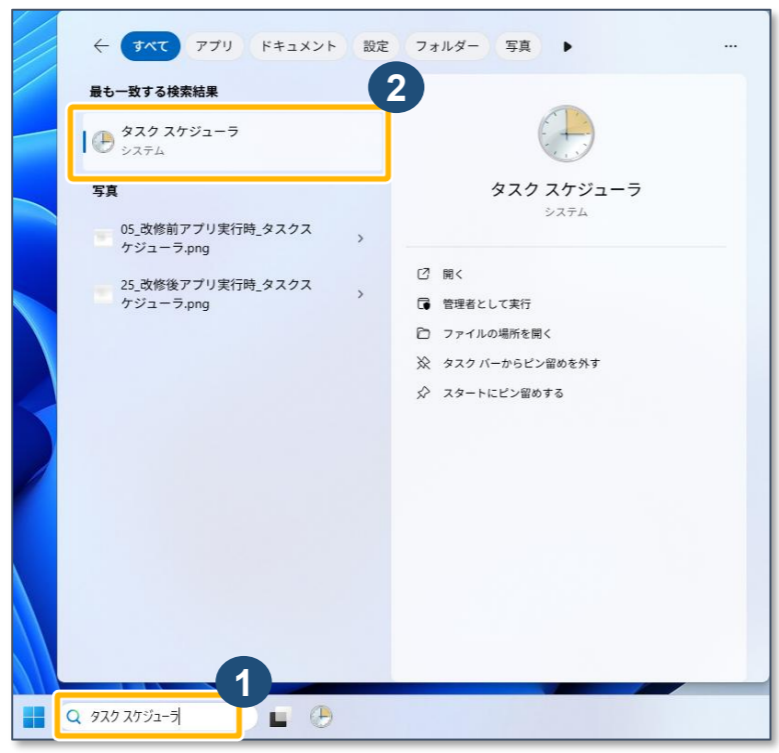 すべて アプリ ドキュメント 設定 フォルダー 写真 ...
2
最も一致する検索結果
タスク スケジューラ
システム
写真
05_改修前アプリ実行時_タスクス
ケジューラ.png
25_改修後アプリ実行時_タスクス
ケジューラ.png
タスク スケジューラ
システム
開く
管理者として実行
ファイルの場所を開く
タスク バーからピン留めを外す
スタートにピン留めする
1
タスク スケジューラ